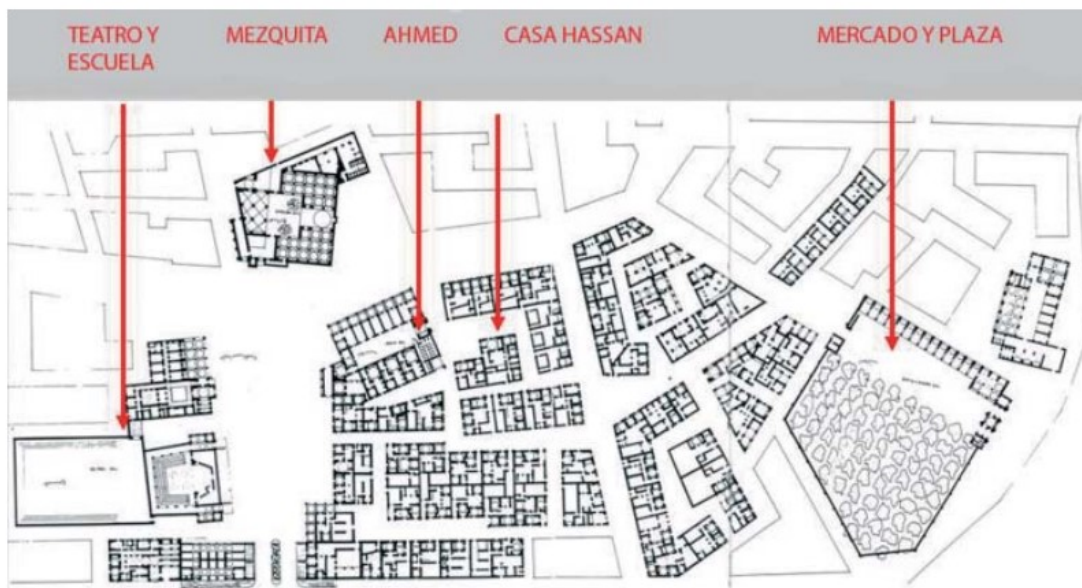 TEATRO Y
ESCUELA
MEZQUITA
AHMED
CASA HASSAN
MERCADO Y PLAZA